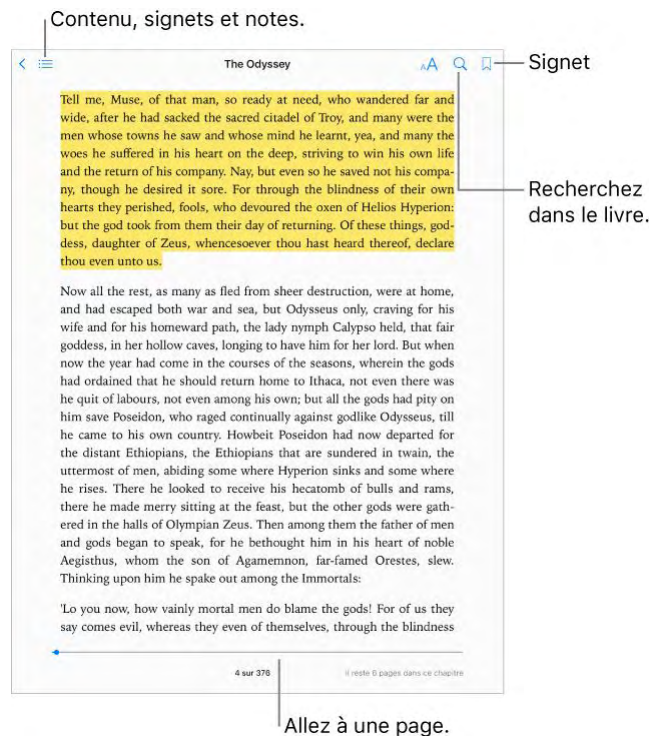 Contenu, signets et notes.
The Odyssey
AA
Signet
Tell me, Muse, of that man, so ready at need, who wandered far and
wide, after he had sacked the sacred citadel of Troy, and many were the
men whose towns he saw and whose mind he learnt, yea, and many the
woes he suffered in his heart on the deep, striving to win his own life
and the return of his company. Nay, but even so he saved not his compa-
ny, though he desired it sore. For through the blindness of their own
hearts they perished, fools, who devoured the oxen of Helios Hyperion:
but the god took from them their day of returning. Of these things, god-
dess, daughter of Zeus, whencesoever thou hast heard thereof, declare
thou even unto us.
Recherchez
dans le livre.
Now all the rest, as many as fled from sheer destruction, were at home,
and had escaped both war and sea, but Odysseus only, craving for his
wife and for his homeward path, the lady nymph Calypso held, that fair
goddess, in her hollow caves, longing to have him for her lord. But when
now the year had come in the courses of the seasons, wherein the gods
had ordained that he should return home to Ithaca, not even there was
he quit of labours, not even among his own; but all the gods had pity on
him save Poseidon, who raged continually against godlike Odysseus, till
he came to his own country. Howbeit Poseidon had now departed for
the distant Ethiopians, the Ethiopians that are sundered in twain, the
uttermost of men, abiding some where Hyperion sinks and some where
he rises. There he looked to receive his hecatomb of bulls and rams,
there he made merry sitting at the feast, but the other gods were gath-
ered in the halls of Olympian Zeus. Then among them the father of men
and gods began to speak, for he bethought him in his heart of noble
Aegisthus, whom the son of Agamemnon, far-famed Orestes, slew.
Thinking upon him he spake out among the Immortals:
'Lo you now, how vainly mortal men do blame the gods! For of us they
say comes evil, whereas they even of themselves, through the blindness
4 sur 376
Il reste 6 pages dans ce chapitre
Allez à une page.